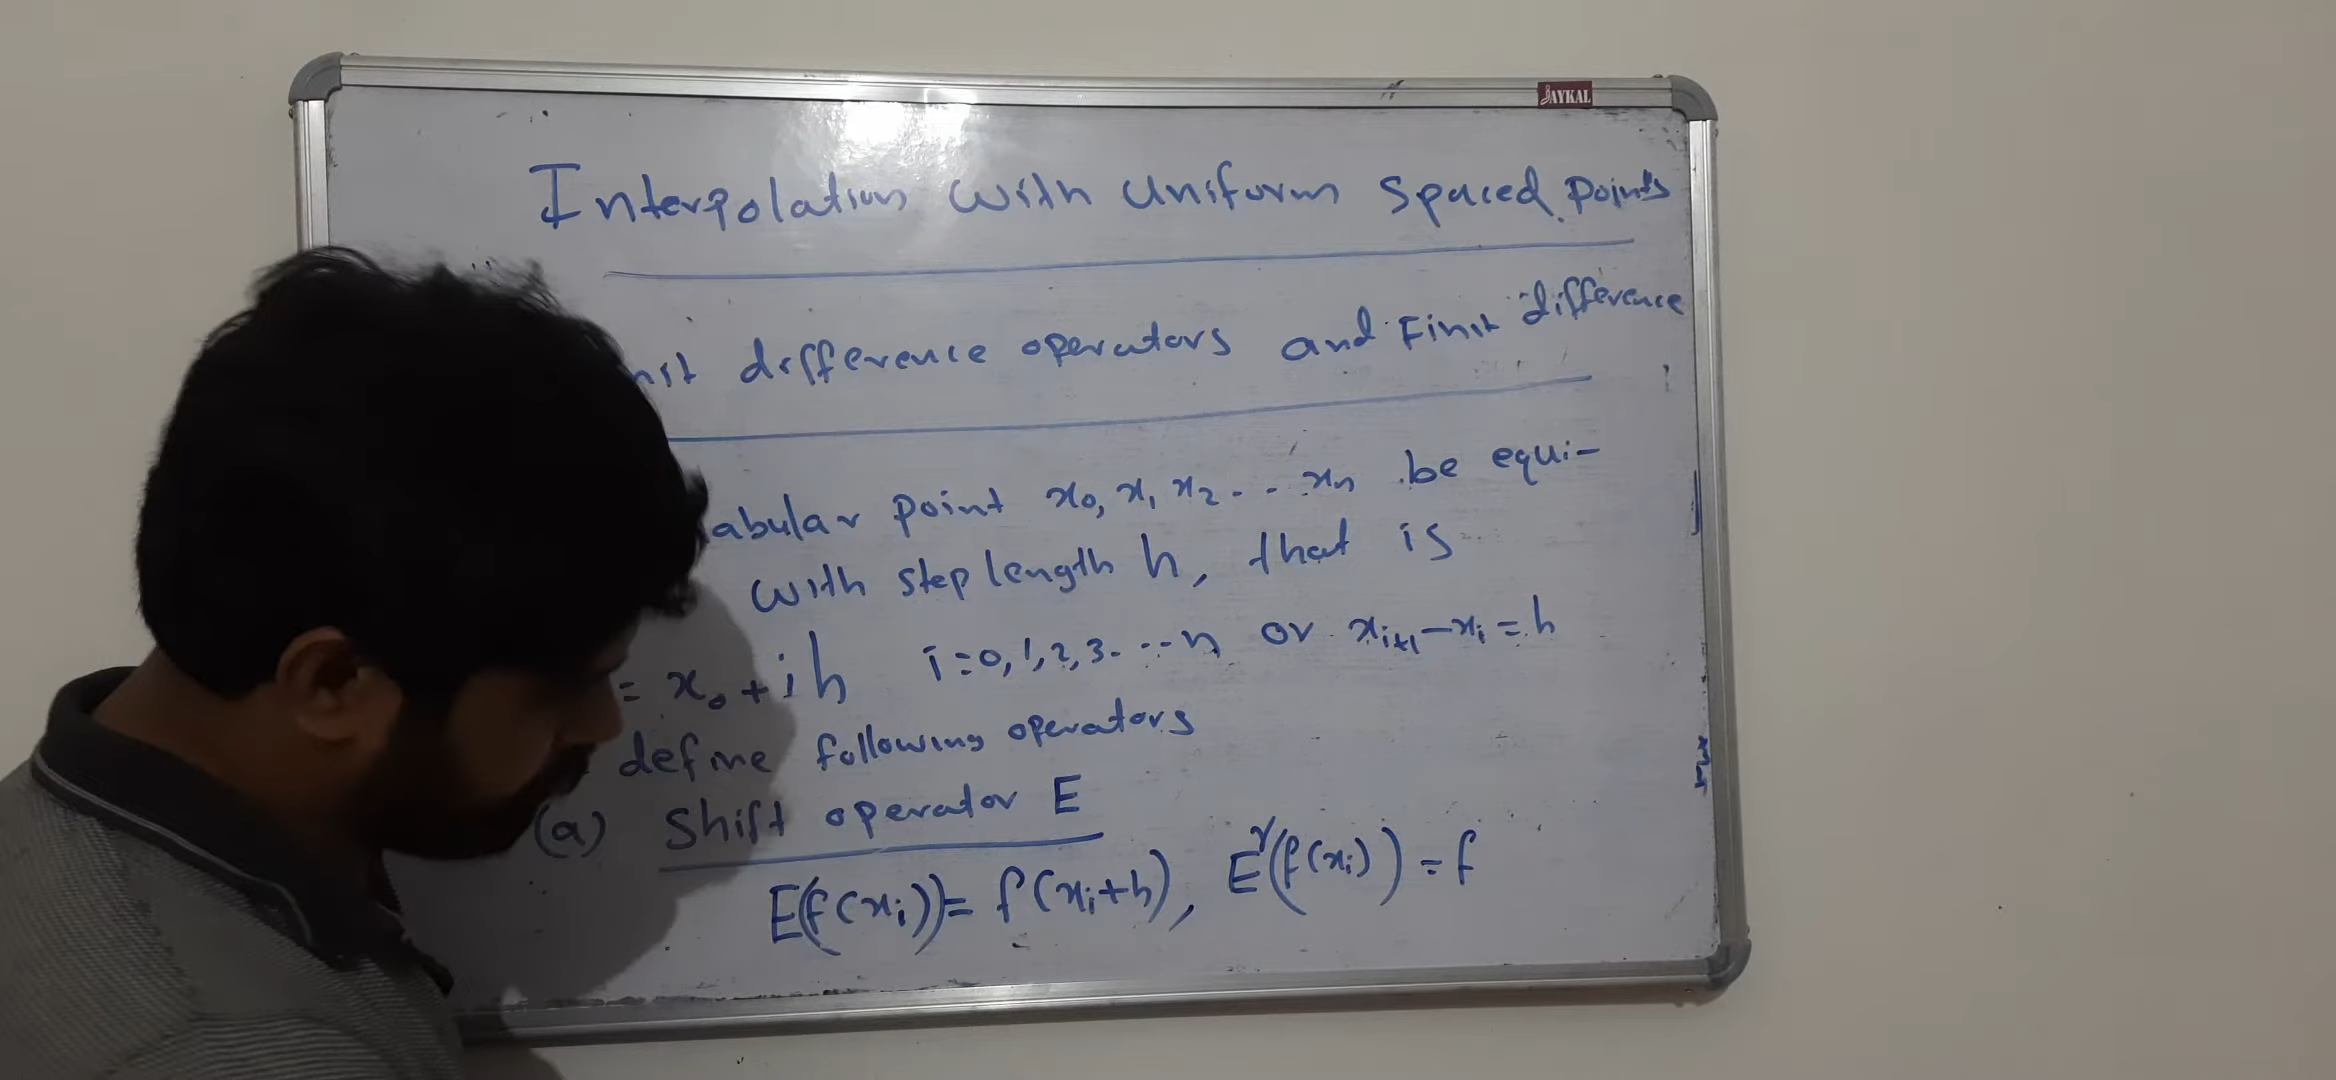 JAYKAL
Interpolation with Uniform Spaced Points
nit difference operators and Finit difference
abular point x₀, x₁ x₂ - - xₙ be equi-
with step length h, that is
= x₀ + ih i=0,1,2,3---n or xᵢ₊₁-xᵢ=h
define following operators
(a) Shift operator E
E(f(xᵢ))= f(xᵢ+h), Eʳ(f(xᵢ)) = f